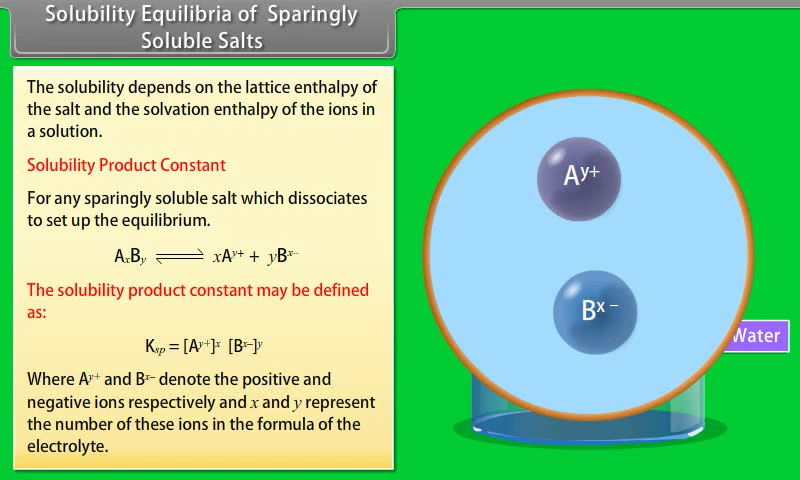 Solubility Equilibria of Sparingly
Soluble Salts
The solubility depends on the lattice enthalpy of
the salt and the solvation enthalpy of the ions in
a solution.
Solubility Product Constant
For any sparingly soluble salt which dissociates
to set up the equilibrium.
AₓBᵧ ⇌ xAʸ⁺ + yBˣ⁻
The solubility product constant may be defined
as:
Kₛₚ = [Aʸ⁺]ˣ [Bˣ⁻]ʸ
Where Aʸ⁺ and Bˣ⁻ denote the positive and
negative ions respectively and x and y represent
the number of these ions in the formula of the
electrolyte.
Aʸ⁺
Bˣ⁻
Water